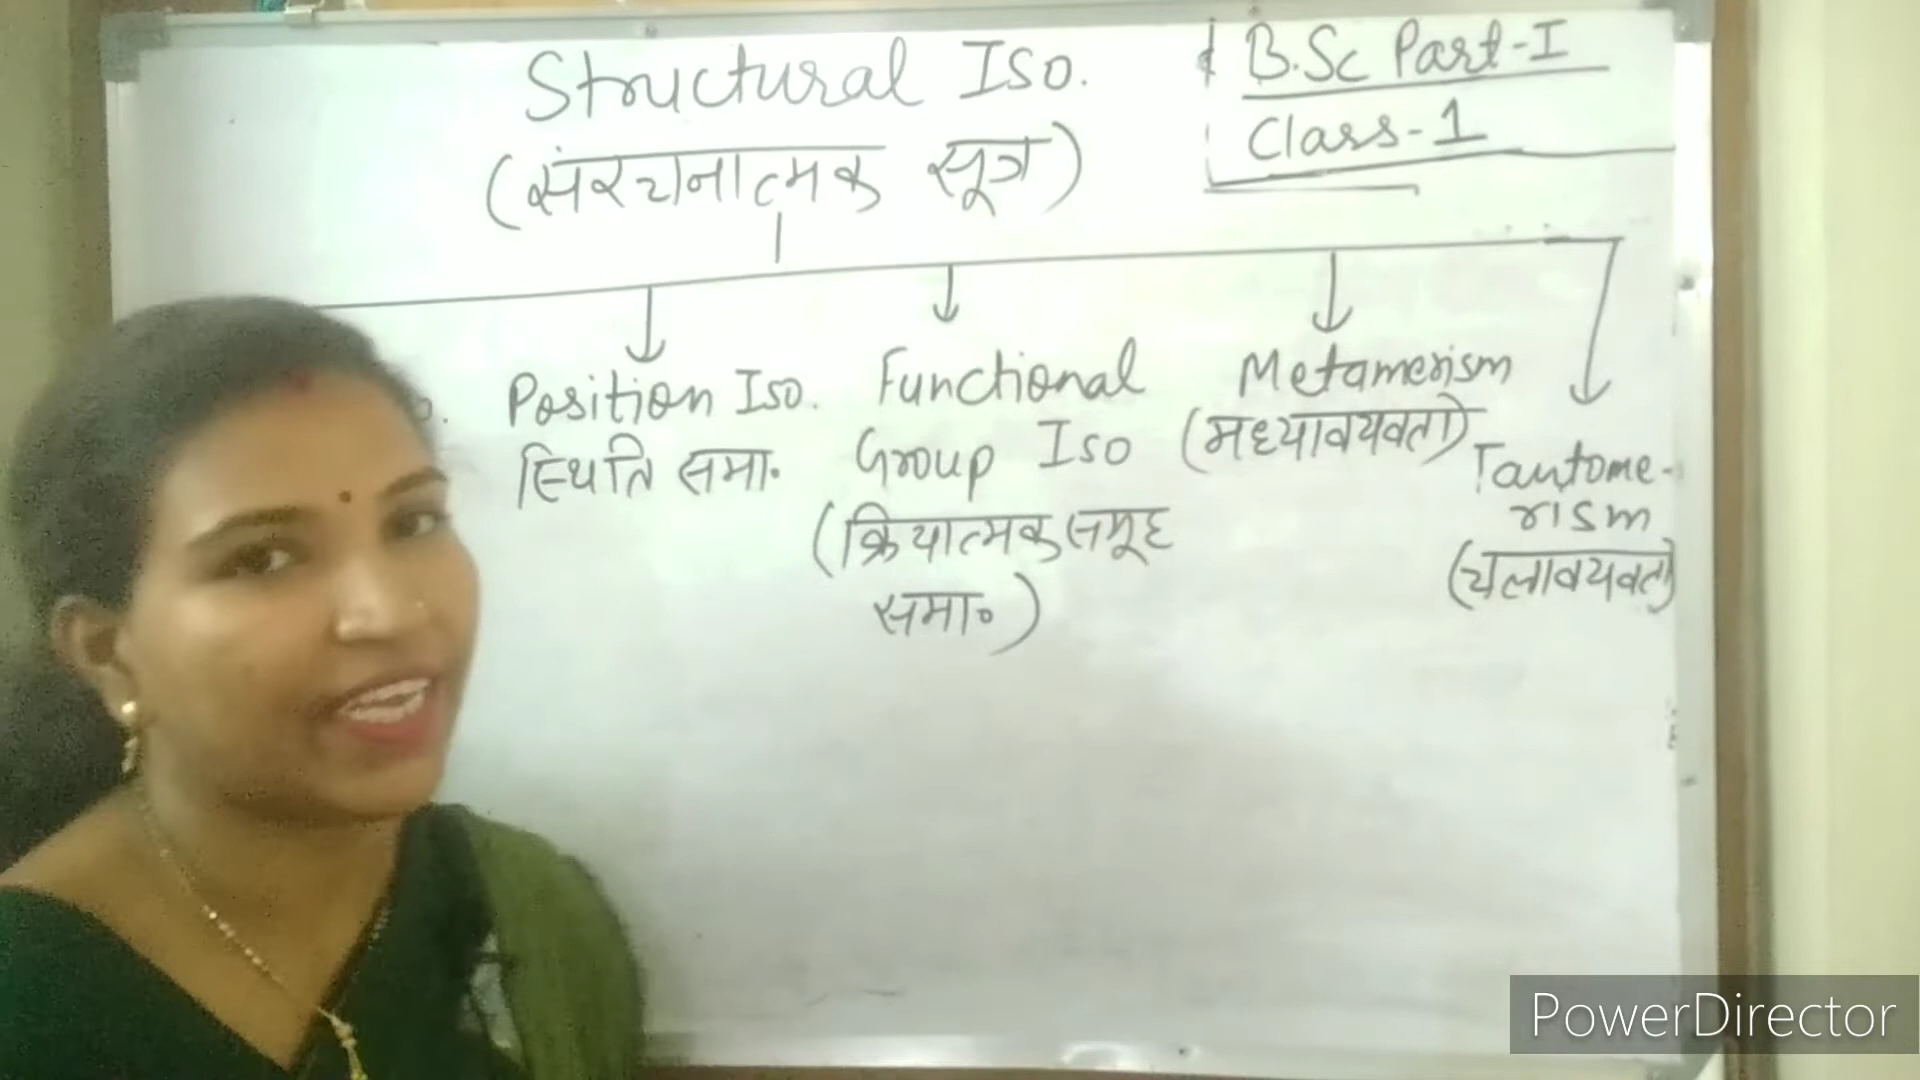 Structural Iso.
(संरचनात्मक सूत्र)
B.Sc Part-I
Class-1
Position Iso.
स्थिति समा.
Functional
Group Iso
(क्रियात्मक समूह
समा०)
Metamerism
(मध्यावयवता)
Tautome-
rism
(चलावयवता)
PowerDirector